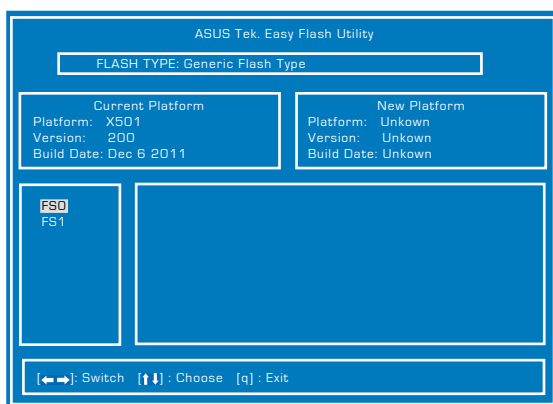 ASUS Tek. Easy Flash Utility
FLASH TYPE: Generic Flash Type
Current Platform
Platform: X501
Version: 200
Build Date: Dec 6 2011
New Platform
Platform: Unkown
Version: Unkown
Build Date: Unkown
FS0
FS1
[←→]: Switch [↑↓] : Choose [q] : Exit